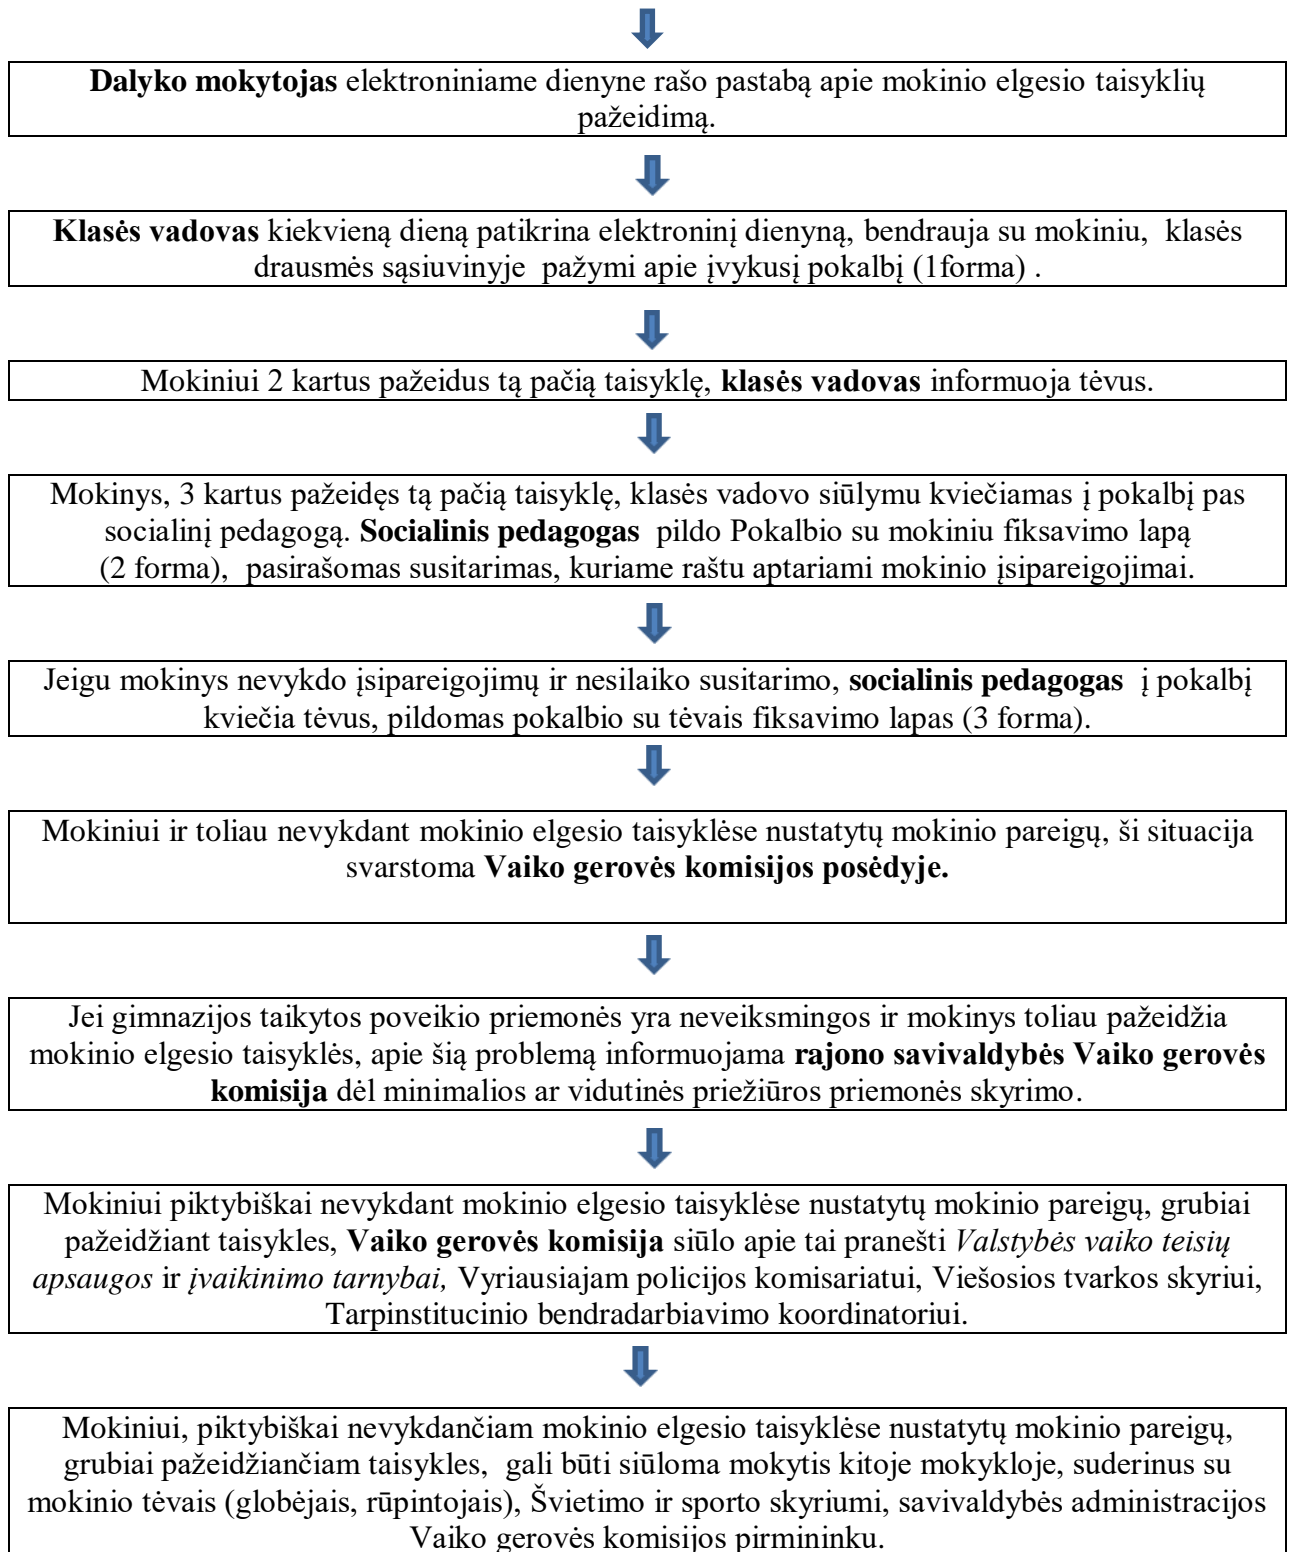 Dalyko mokytojas elektroniniame dienyne rašo pastabą apie mokinio elgesio taisyklių
pažeidimą.
Klasės vadovas kiekvieną dieną patikrina elektroninį dienyną, bendrauja su mokiniu, klasės
drausmės sąsiuvinyje pažymi apie įvykusį pokalbį (1forma) .
Mokiniui 2 kartus pažeidus tą pačią taisyklę, klasės vadovas informuoja tėvus.
Mokinys, 3 kartus pažeidęs tą pačią taisyklę, klasės vadovo siūlymu kviečiamas į pokalbį pas
socialinį pedagogą. Socialinis pedagogas pildo Pokalbio su mokiniu fiksavimo lapą
(2 forma), pasirašomas susitarimas, kuriame raštu aptariami mokinio įsipareigojimai.
Jeigu mokinys nevykdo įsipareigojimų ir nesilaiko susitarimo, socialinis pedagogas į pokalbį
kviečia tėvus, pildomas pokalbio su tėvais fiksavimo lapas (3 forma).
Mokiniui ir toliau nevykdant mokinio elgesio taisyklėse nustatytų mokinio pareigų, ši situacija
svarstoma Vaiko gerovės komisijos posėdyje.
Jei gimnazijos taikytos poveikio priemonės yra neveiksmingos ir mokinys toliau pažeidžia
mokinio elgesio taisyklės, apie šią problemą informuojama rajono savivaldybės Vaiko gerovės
komisija dėl minimalios ar vidutinės priežiūros priemonės skyrimo.
Mokiniui piktybiškai nevykdant mokinio elgesio taisyklėse nustatytų mokinio pareigų, grubiai
pažeidžiant taisykles, Vaiko gerovės komisija siūlo apie tai pranešti Valstybės vaiko teisių
apsaugos ir įvaikinimo tarnybai, Vyriausiajam policijos komisariatui, Viešosios tvarkos skyriui,
Tarpinstitucinio bendradarbiavimo koordinatoriui.
Mokiniui, piktybiškai nevykdančiam mokinio elgesio taisyklėse nustatytų mokinio pareigų,
grubiai pažeidžiančiam taisykles, gali būti siūloma mokytis kitoje mokykloje, suderinus su
mokinio tėvais (globėjais, rūpintojais), Švietimo ir sporto skyriumi, savivaldybės administracijos
Vaiko gerovės komisijos pirmininku.